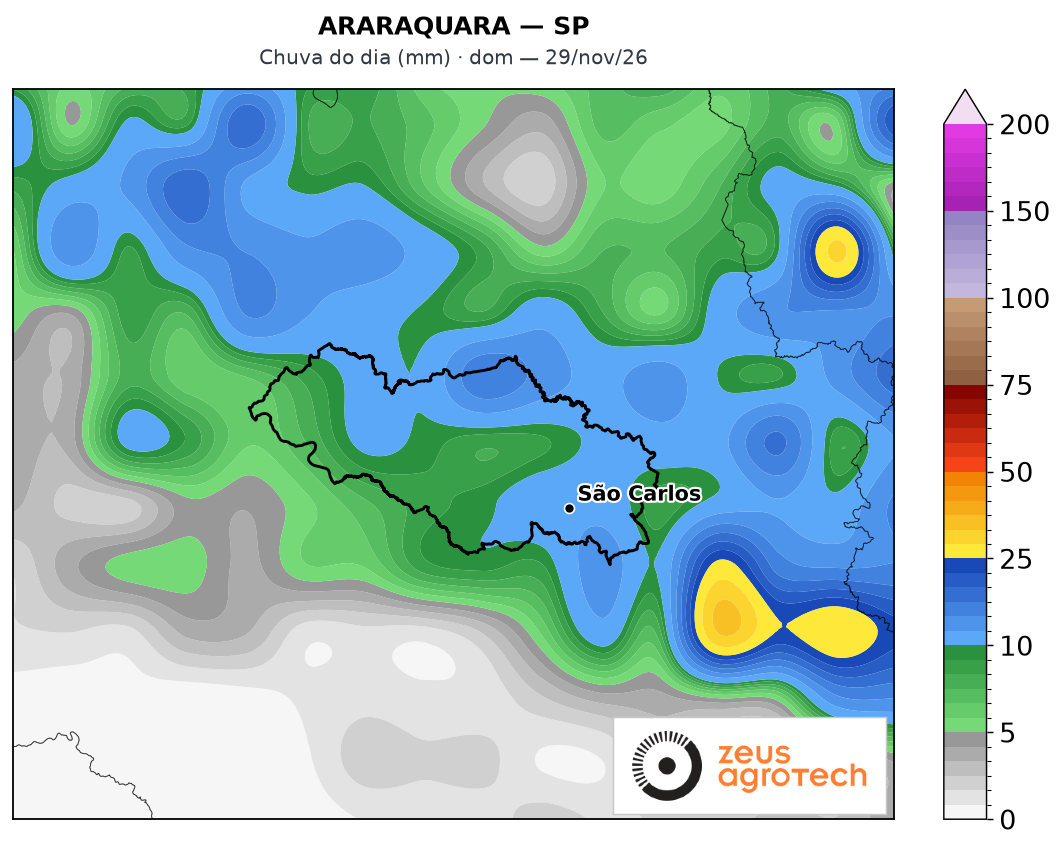 ARARAQUARA — SP
Chuva do dia (mm) · dom — 29/nov/26
200
150
100
75
50
25
10
5
0
São Carlos
zeus
agrotech